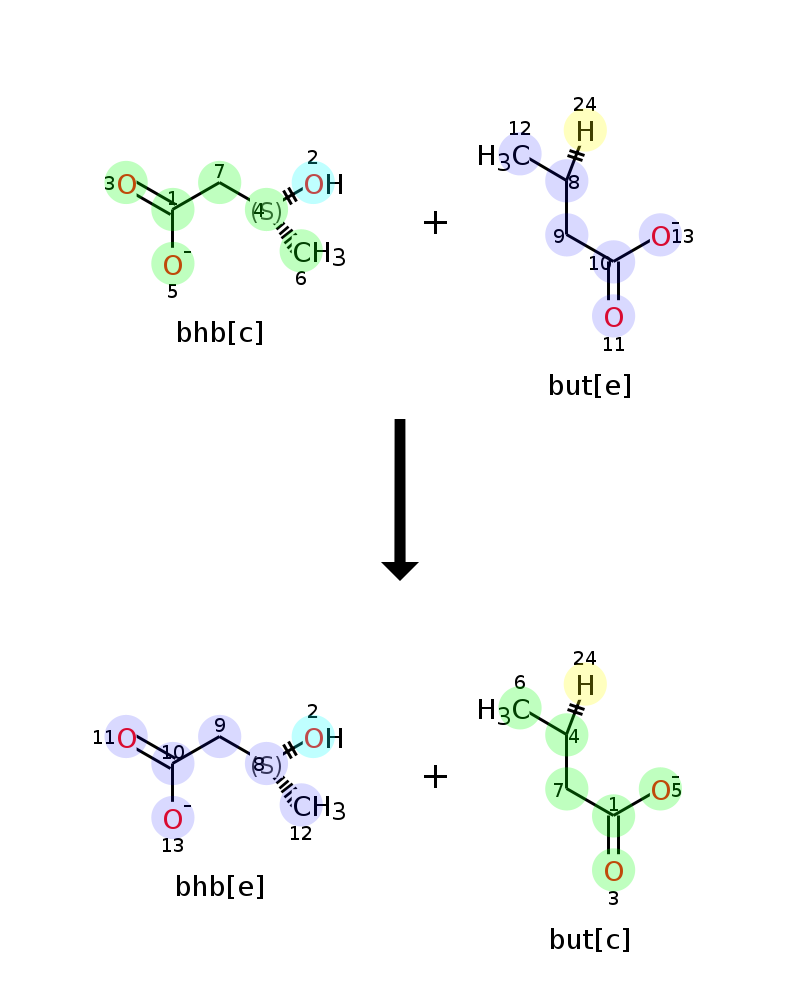 24
H
12
H3C
2
7
3 O
1
OH
4 (S)
8
+
9
O- 13
CH3
10
O-
6
5
O
bhb[c]
11
but[e]
24
H
6
H3C
2
9
11 O
10
OH
4
8 (S)
+
7
O- 5
CH3
1
O-
12
13
O
bhb[e]
3
but[c]